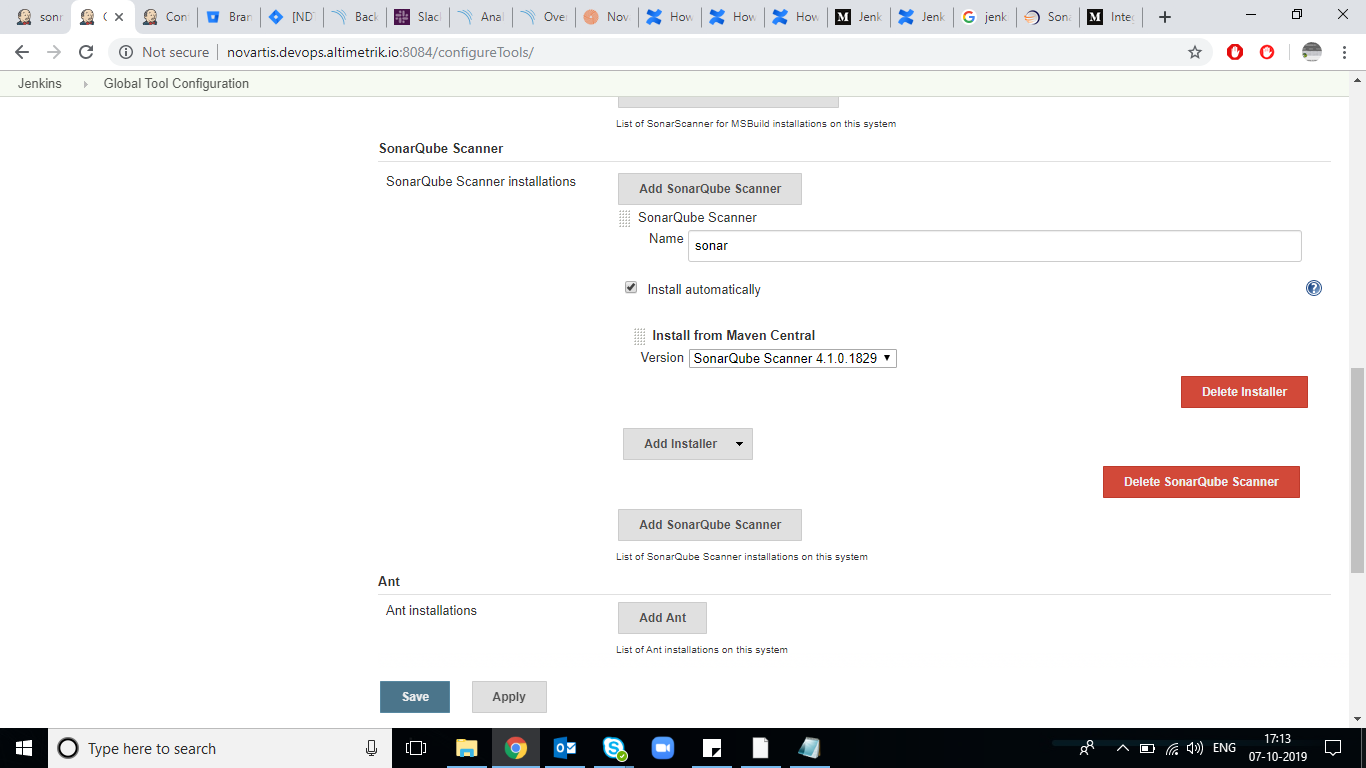 sonr
C
Con
Bran
[ND
Back
Slac
Ana
Ove
Nov
How
How
How
Jenk
Jenk
jenk
Sona
Inte
Not secure
novartis.devops.altimetrik.io:8084/configureTools/
Jenkins
Global Tool Configuration
List of SonarScanner for MSBuild installations on this system
SonarQube Scanner
SonarQube Scanner installations
Add SonarQube Scanner
SonarQube Scanner
Name
sonar
Install automatically
Install from Maven Central
Version
SonarQube Scanner 4.1.0.1829
Delete Installer
Add Installer
Delete SonarQube Scanner
Add SonarQube Scanner
List of SonarQube Scanner installations on this system
Ant
Ant installations
Add Ant
List of Ant installations on this system
Save
Apply
Type here to search
ENG
17:13
07-10-2019